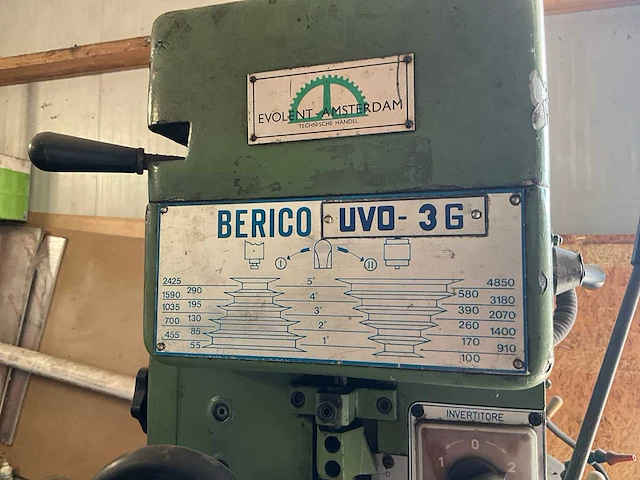 EVOLENT-AMSTERDAM
TECHNISCHE HANDEL
BERICO UVO-3G
I II
2425 5° 4850
290 580
1590 4° 3180
195 390
1035 3° 2070
130 260
700 2° 1400
85 170
455 1° 910
55 100
INVERTITORE
0
1 2